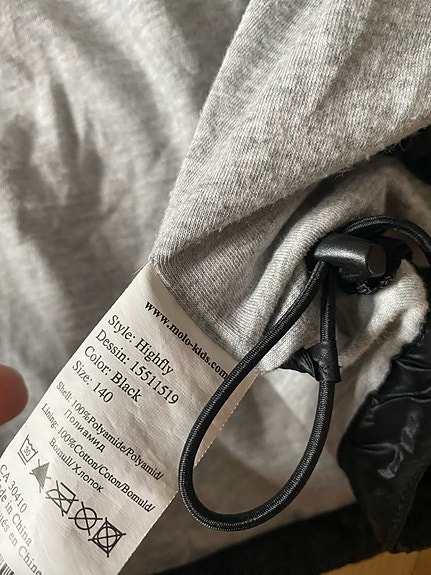 www.molo-kids.com
Style: Highfly
Dessin: 15511519
Color: Black
Size: 140
Shell: 100%Polyamide/Polyamid/
Полиамид
Lining: 100%Cotton/Coton/Bomuld/
Bomull/Хлопок
30
CA 30410
de in China
é en Chine